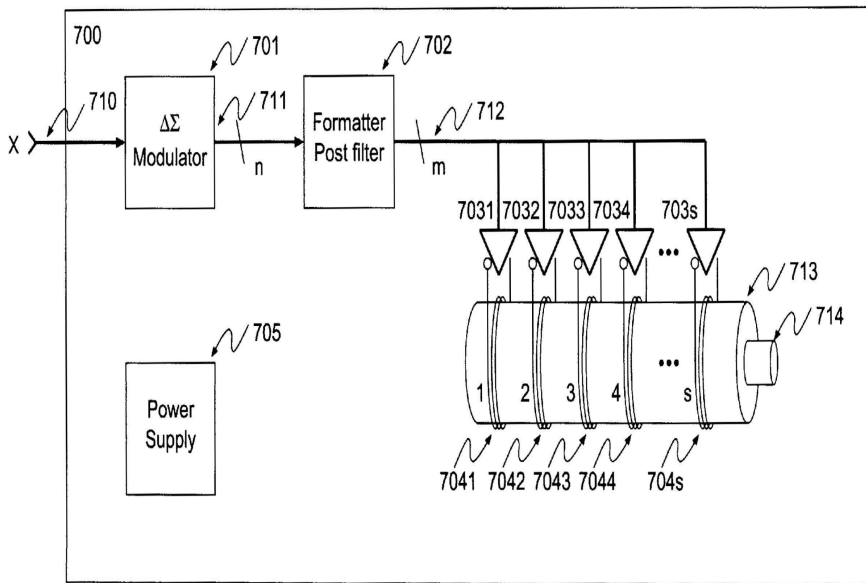 700
701
702
710
711
712
X
ΔΣ
Modulator
n
Formatter
Post filter
m
7031
7032
7033
7034
703s
•••
713
714
705
Power
Supply
1
2
3
4
•••
s
7041
7042
7043
7044
704s